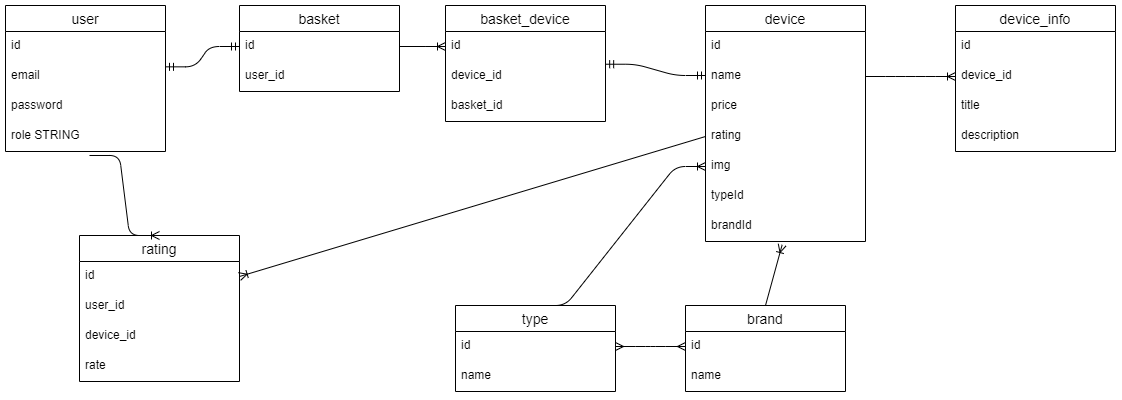 user
id
email
password
role STRING
basket
id
user_id
basket_device
id
device_id
basket_id
device
id
name
price
rating
img
typeId
brandId
device_info
id
device_id
title
description
rating
id
user_id
device_id
rate
type
id
name
brand
id
name